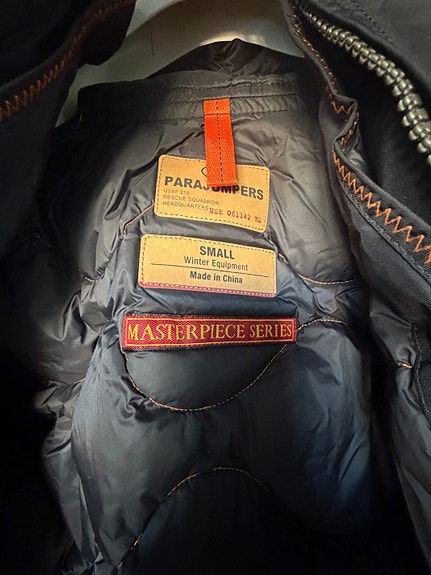 PARAJUMPERS
USAF 210
RESCUE SQUADRON
HEADQUARTERS USE 061142
SMALL
Winter Equipment
Made in China
MASTERPIECE SERIES